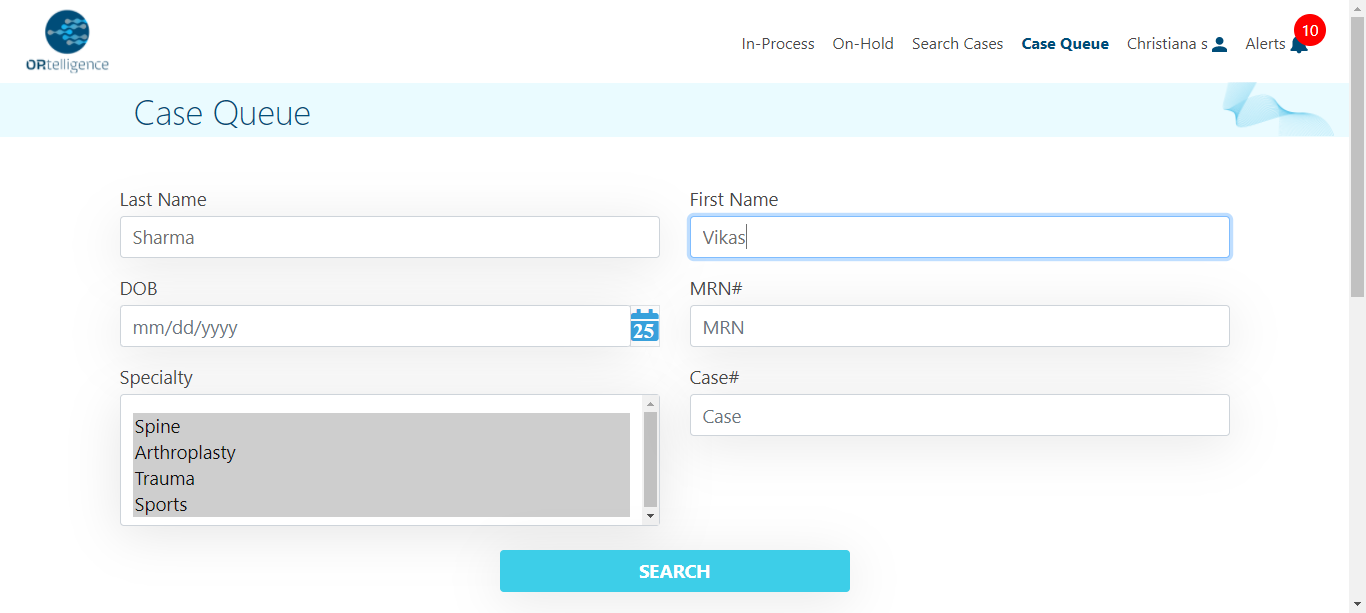 ORtelligence
In-Process On-Hold Search Cases Case Queue Christiana s Alerts 10
Case Queue
Last Name
Sharma
First Name
Vikas
DOB
mm/dd/yyyy
25
MRN#
MRN
Specialty
Spine
Arthroplasty
Trauma
Sports
Case#
Case
SEARCH